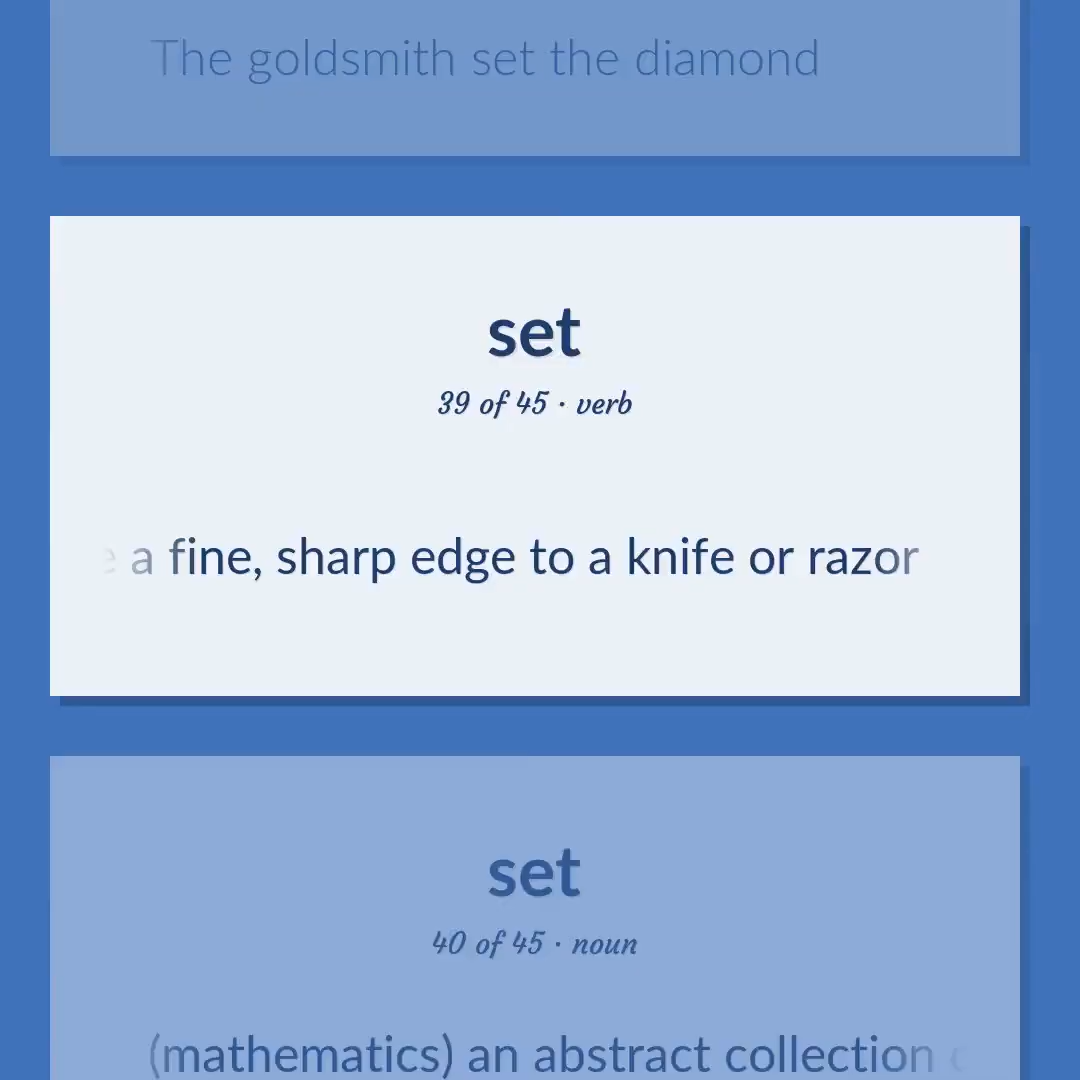 The goldsmith set the diamond
set
39 of 45 · verb
a fine, sharp edge to a knife or razor
set
40 of 45 · noun
(mathematics) an abstract collection